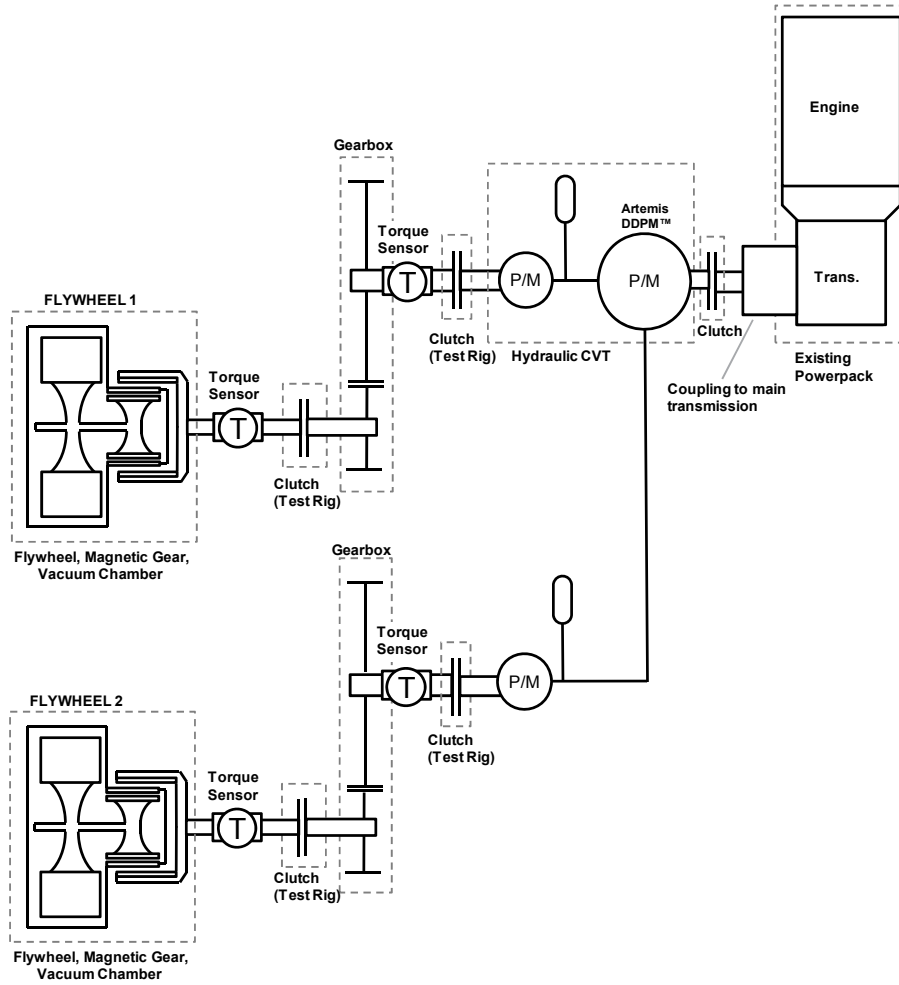 Engine
Gearbox
Artemis
DDPM™
Torque
Sensor
T
P/M
P/M
Trans.
FLYWHEEL 1
Clutch
(Test Rig)
Hydraulic CVT
Clutch
Existing
Powerpack
Coupling to main
transmission
Torque
Sensor
T
Clutch
(Test Rig)
Flywheel, Magnetic Gear,
Vacuum Chamber
Gearbox
Torque
Sensor
T
P/M
FLYWHEEL 2
Clutch
(Test Rig)
Torque
Sensor
T
Clutch
(Test Rig)
Flywheel, Magnetic Gear,
Vacuum Chamber